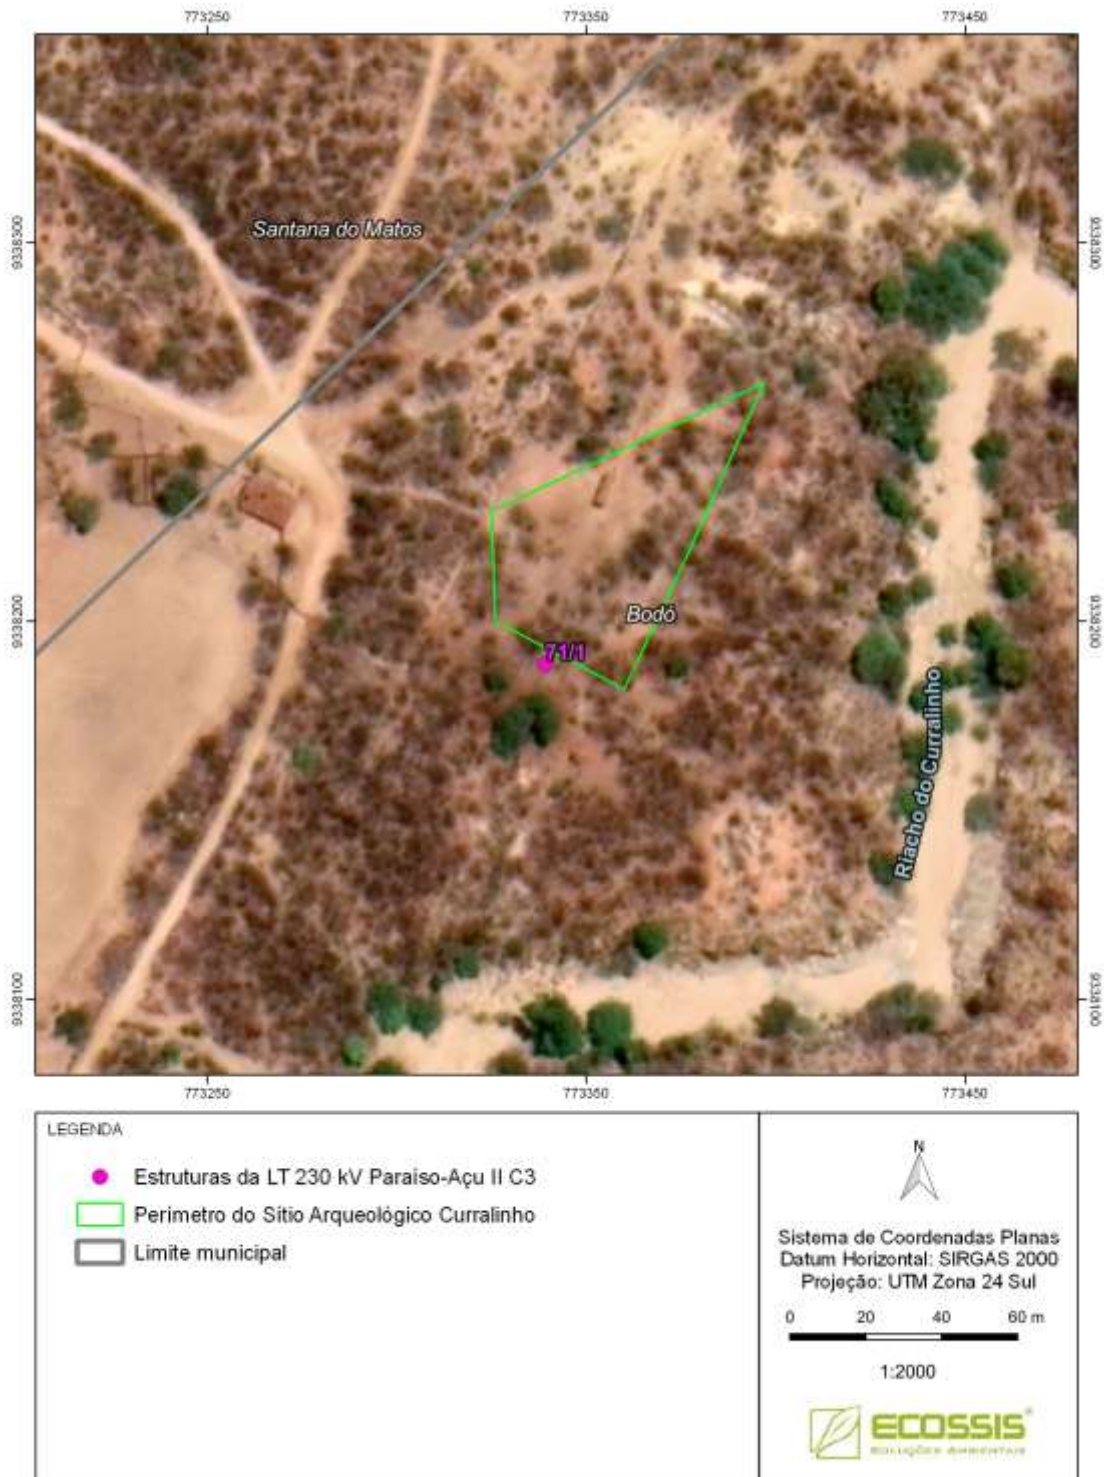 773250 773350 773450
Santana do Matos
9338300 9338300
9338200 9338200
Bodó
71/1
Riacho do Curralinho
9338100 9338100
773250 773350 773450
LEGENDA
Estruturas da LT 230 kV Paraíso-Açu II C3
Perimetro do Sítio Arqueológico Curralinho
Limite municipal
N
Sistema de Coordenadas Planas
Datum Horizontal: SIRGAS 2000
Projeção: UTM Zona 24 Sul
0 20 40 60 m
1:2000
ECOSSIS®
SOLUÇÕES AMBIENTAIS